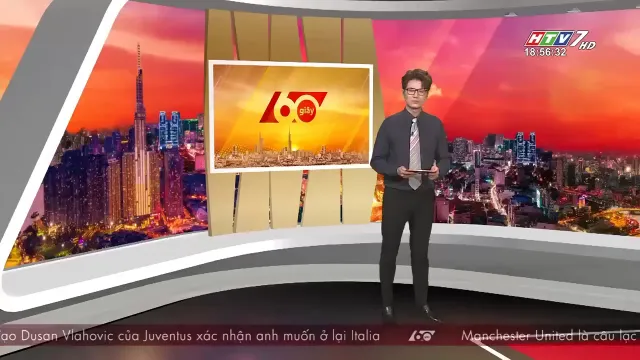 HTV7 HD
18:56:32
60 giây
Dusan Vlahovic của Juventus xác nhận anh muốn ở lại Italia 60 Manchester United là câu lạc